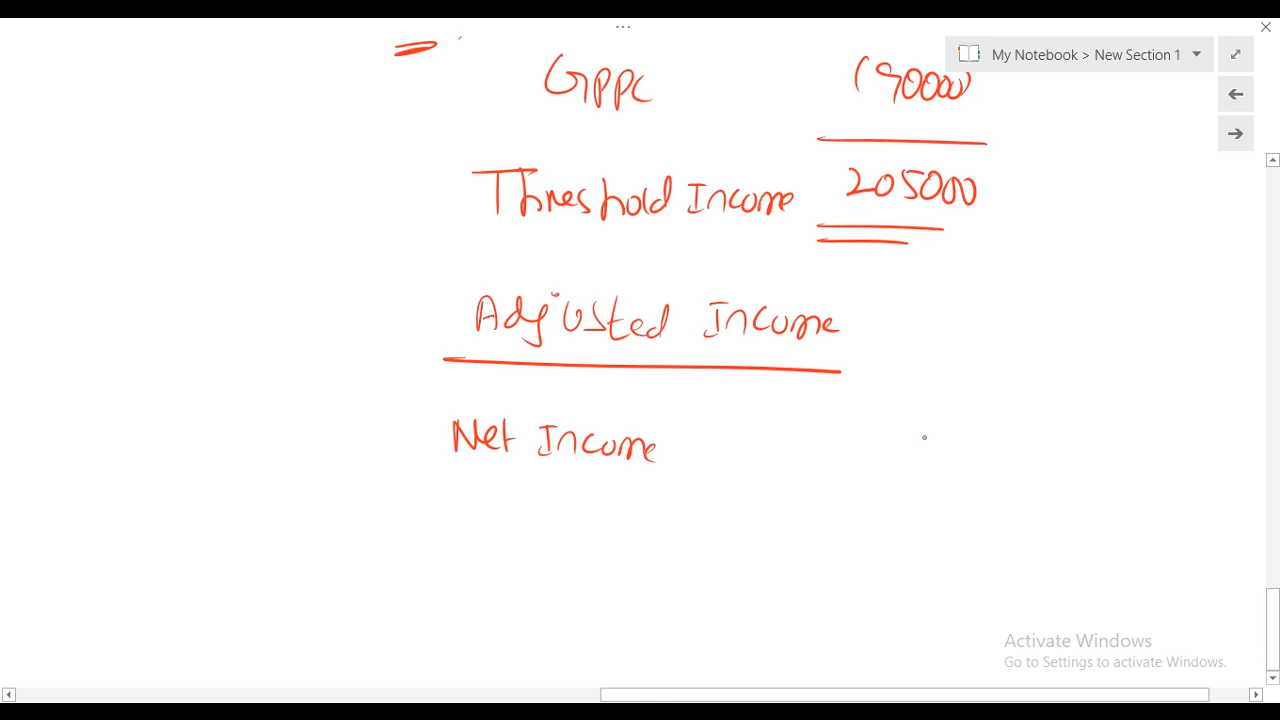 My Notebook > New Section 1
GPPC (90000)
Threshold Income 205000
Adjusted Income
Net Income
Activate Windows
Go to Settings to activate Windows.